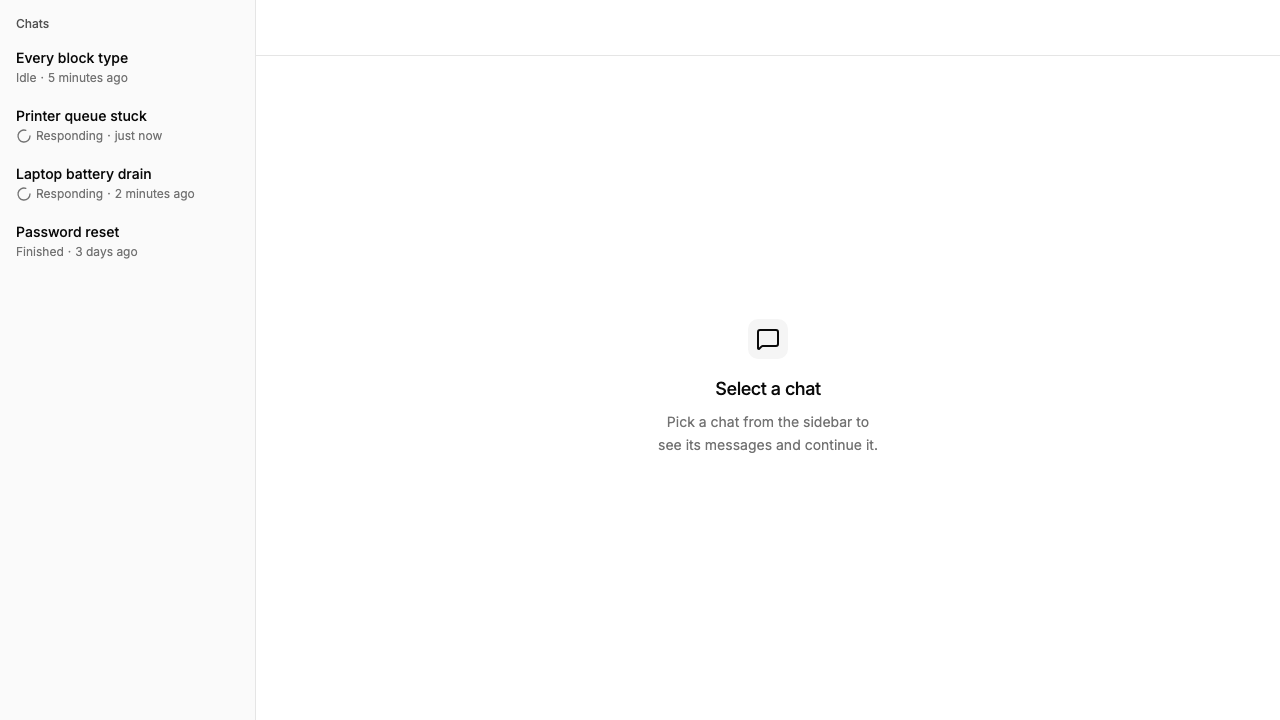 Chats
Every block type
Idle · 5 minutes ago
Printer queue stuck
Responding · just now
Laptop battery drain
Responding · 2 minutes ago
Password reset
Finished · 3 days ago
Select a chat
Pick a chat from the sidebar to
see its messages and continue it.